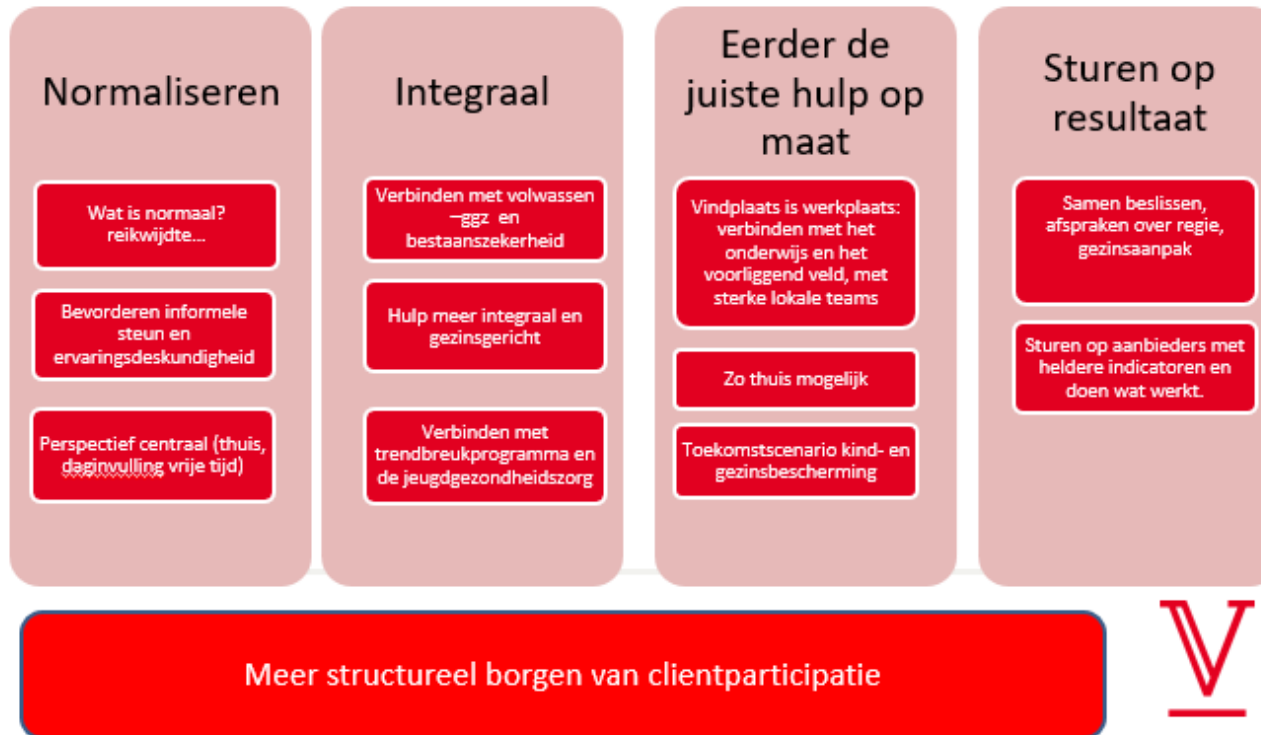 Normaliseren
Wat is normaal?
reikwijdte...
Bevorderen informele
steun en
ervaringsdeskundigheid
Perspectief centraal (thuis,
daginvulling vrije tijd)
Integraal
Verbinden met volwassen
–ggz en
bestaanszekerheid
Hulp meer integraal en
gezinsgericht
Verbinden met
trendbreukprogramma en
de jeugdgezondheidszorg
Eerder de
juiste hulp op
maat
Vindplaats is werkplaats:
verbinden met het
onderwijs en het
voorliggend veld, met
sterke lokale teams
Zo thuis mogelijk
Toekomstscenario kind- en
gezinsbescherming
Sturen op
resultaat
Samen beslissen,
afspraken over regie,
gezinsaanpak
Sturen op aanbieders met
heldere indicatoren en
doen wat werkt.
Meer structureel borgen van clientparticipatie
V